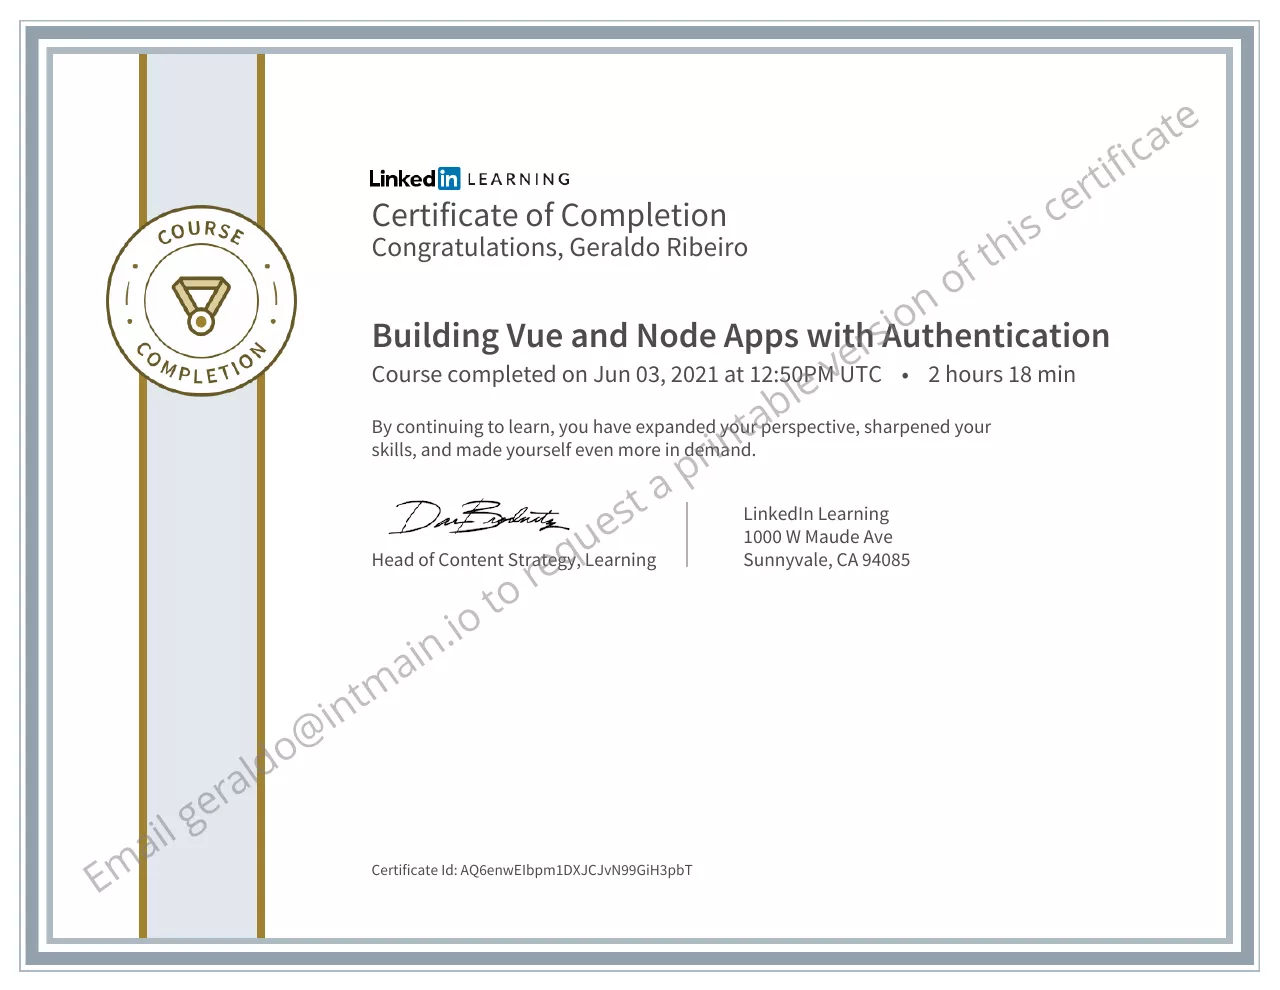 COURSE
COMPLETION
Linked in LEARNING
Certificate of Completion
Congratulations, Geraldo Ribeiro
Building Vue and Node Apps with Authentication
Course completed on Jun 03, 2021 at 12:50PM UTC • 2 hours 18 min
By continuing to learn, you have expanded your perspective, sharpened your
skills, and made yourself even more in demand.
Head of Content Strategy, Learning
LinkedIn Learning
1000 W Maude Ave
Sunnyvale, CA 94085
Email geraldo@intmain.io to request a printable version of this certificate
Certificate Id: AQ6enwEIbpm1DXJCJvN99GiH3pbT